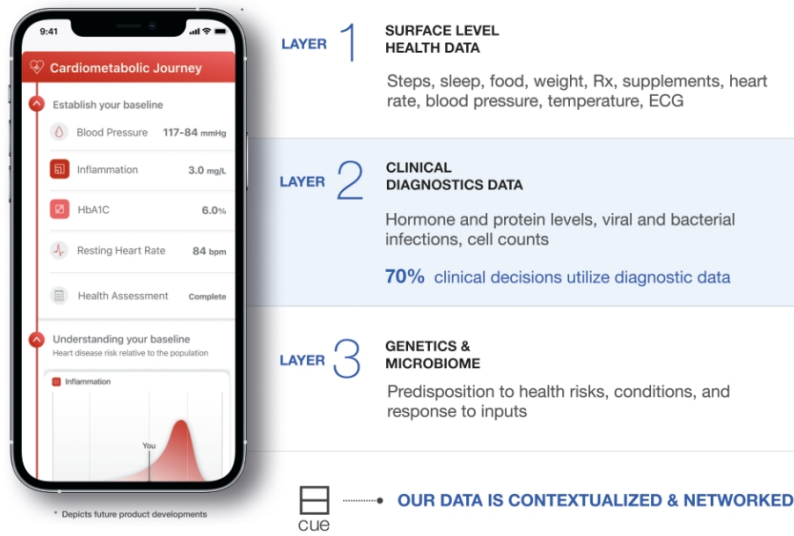 9:41
Cardiometabolic Journey
Establish your baseline
Blood Pressure 117-84 mmHg
Inflammation 3.0 mg/L
HbA1C 6.0%
Resting Heart Rate 84 bpm
Health Assessment Complete
Understanding your baseline
Heart disease risk relative to the population
Inflammation
You
* Depicts future product developments
LAYER 1
SURFACE LEVEL
HEALTH DATA
Steps, sleep, food, weight, Rx, supplements, heart
rate, blood pressure, temperature, ECG
LAYER 2
CLINICAL
DIAGNOSTICS DATA
Hormone and protein levels, viral and bacterial
infections, cell counts
70% clinical decisions utilize diagnostic data
LAYER 3
GENETICS &
MICROBIOME
Predisposition to health risks, conditions, and
response to inputs
cue
OUR DATA IS CONTEXTUALIZED & NETWORKED